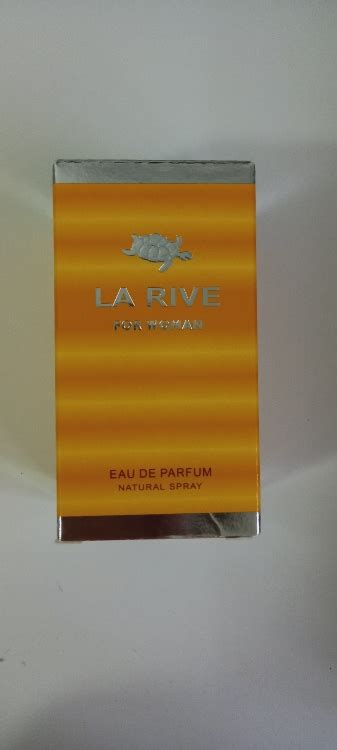 LA RIVE
FOR WOMAN
EAU DE PARFUM
NATURAL SPRAY